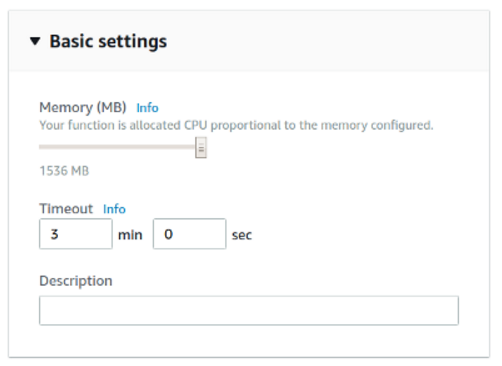 Basic settings
Memory (MB) Info
Your function is allocated CPU proportional to the memory configured.
1536 MB
Timeout Info
3 min 0 sec
Description